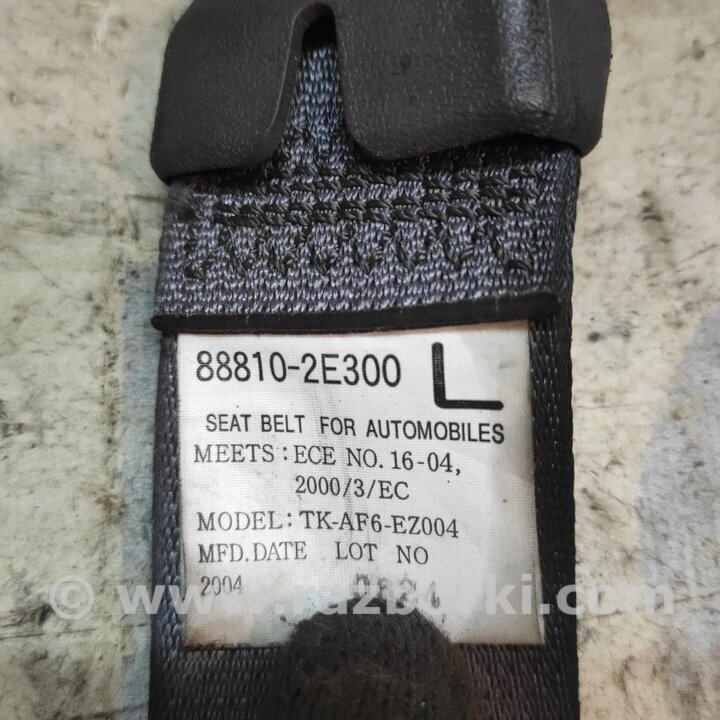 88810-2E300 L
SEAT BELT FOR AUTOMOBILES
MEETS : ECE NO. 16-04,
2000/3/EC
MODEL: TK-AF6-EZ004
MFD. DATE LOT NO
2004